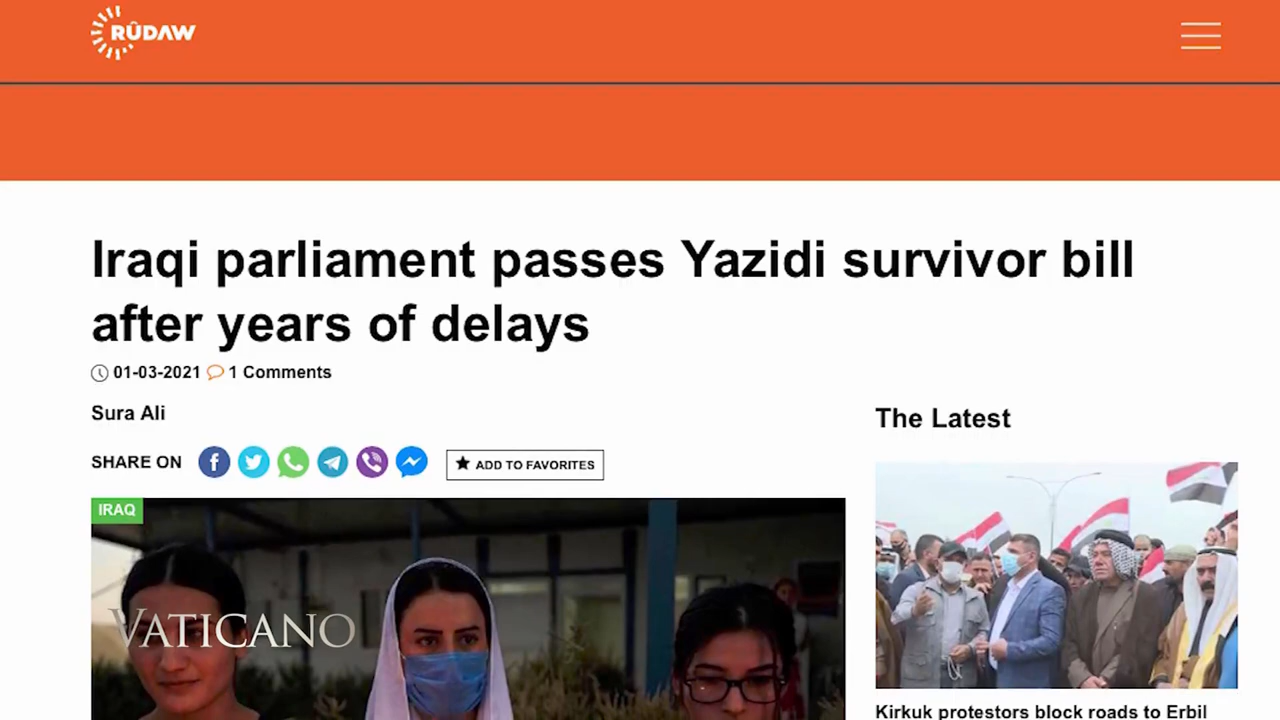 RÛDAW
Iraqi parliament passes Yazidi survivor bill
after years of delays
01-03-2021 1 Comments
Sura Ali
SHARE ON
ADD TO FAVORITES
The Latest
IRAQ
VATICANO
Kirkuk protestors block roads to Erbil